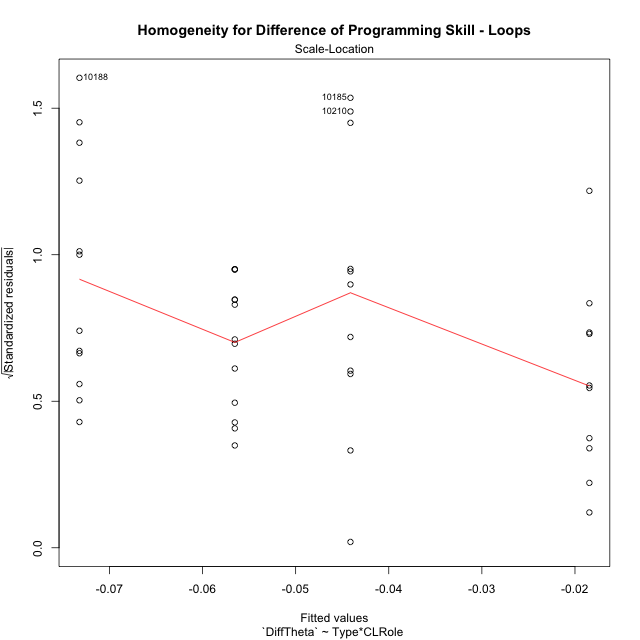 Homogeneity for Difference of Programming Skill - Loops
Scale-Location
10188
10185
10210
1.5
1.0
0.5
0.0
√|Standardized residuals|
-0.07 -0.06 -0.05 -0.04 -0.03 -0.02
Fitted values
`DiffTheta` ~ Type*CLRole